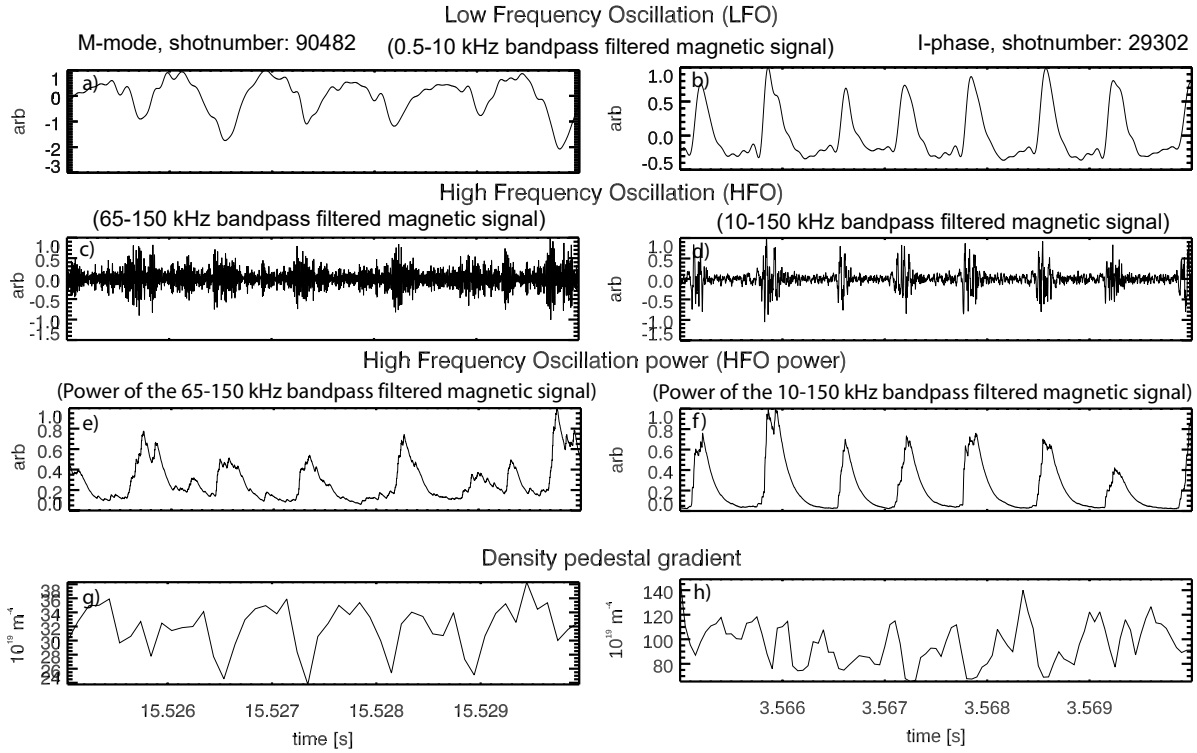 Low Frequency Oscillation (LFO)
M-mode, shotnumber: 90482 (0.5-10 kHz bandpass filtered magnetic signal) I-phase, shotnumber: 29302
a)
1
0
-1
-2
-3
arb
b)
1.0
0.5
0.0
-0.5
arb
High Frequency Oscillation (HFO)
(65-150 kHz bandpass filtered magnetic signal) (10-150 kHz bandpass filtered magnetic signal)
c)
1.0
0.5
0.0
-0.5
-1.0
-1.5
arb
d)
1.0
0.5
0.0
-0.5
-1.0
-1.5
arb
High Frequency Oscillation power (HFO power)
(Power of the 65-150 kHz bandpass filtered magnetic signal) (Power of the 10-150 kHz bandpass filtered magnetic signal)
e)
1.0
0.8
0.6
0.4
0.2
0.0
arb
f)
1.0
0.8
0.6
0.4
0.2
0.0
arb
Density pedestal gradient
g)
38
36
34
32
30
28
26
24
10¹⁹ m⁻⁴
h)
140
120
100
80
10¹⁹ m⁻⁴
15.526 15.527 15.528 15.529
time [s]
3.566 3.567 3.568 3.569
time [s]